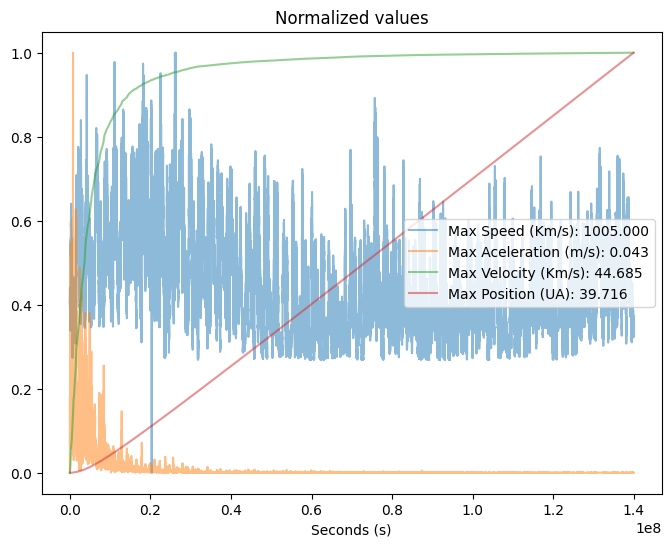 Normalized values
1.0
0.8
0.6
0.4
0.2
0.0
Max Speed (Km/s): 1005.000
Max Aceleration (m/s): 0.043
Max Velocity (Km/s): 44.685
Max Position (UA): 39.716
0.0 0.2 0.4 0.6 0.8 1.0 1.2 1.4
1e8
Seconds (s)